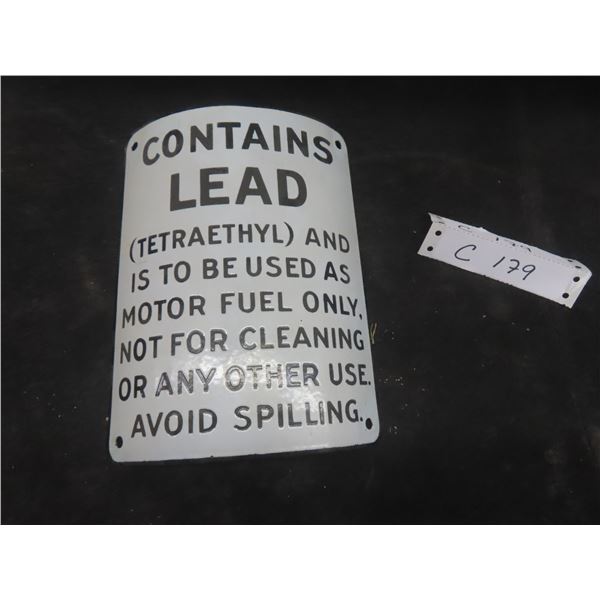 CONTAINS
LEAD
(TETRAETHYL) AND
IS TO BE USED AS
MOTOR FUEL ONLY.
NOT FOR CLEANING
OR ANY OTHER USE.
AVOID SPILLING.
C 179